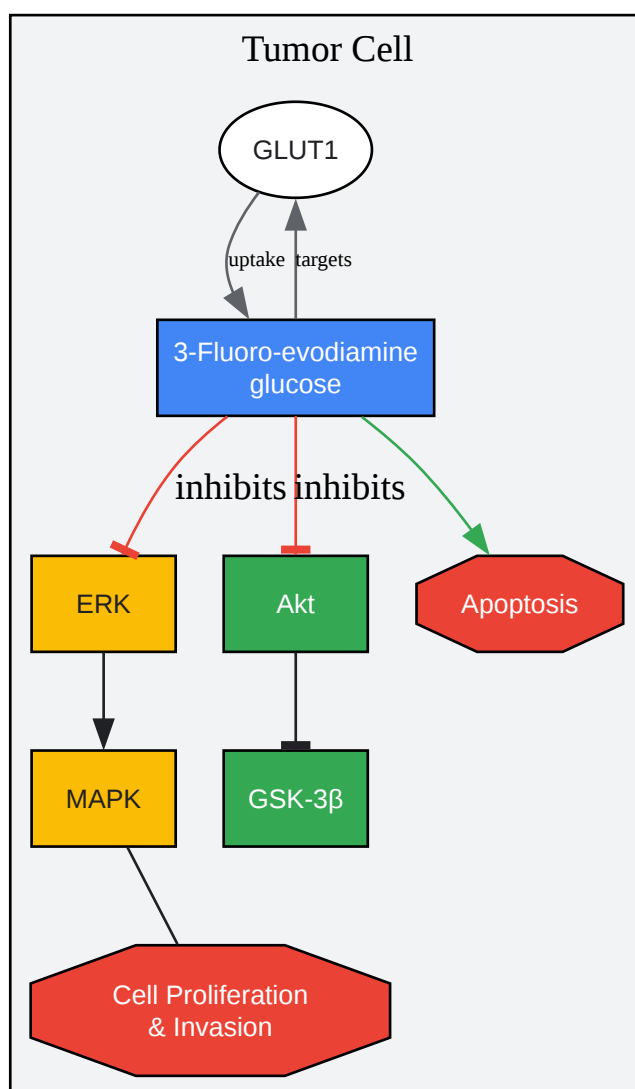 Tumor Cell
GLUT1
uptake
targets
3-Fluoro-evodiamine
glucose
inhibits
inhibits
ERK
Akt
Apoptosis
MAPK
GSK-3β
Cell Proliferation
& Invasion